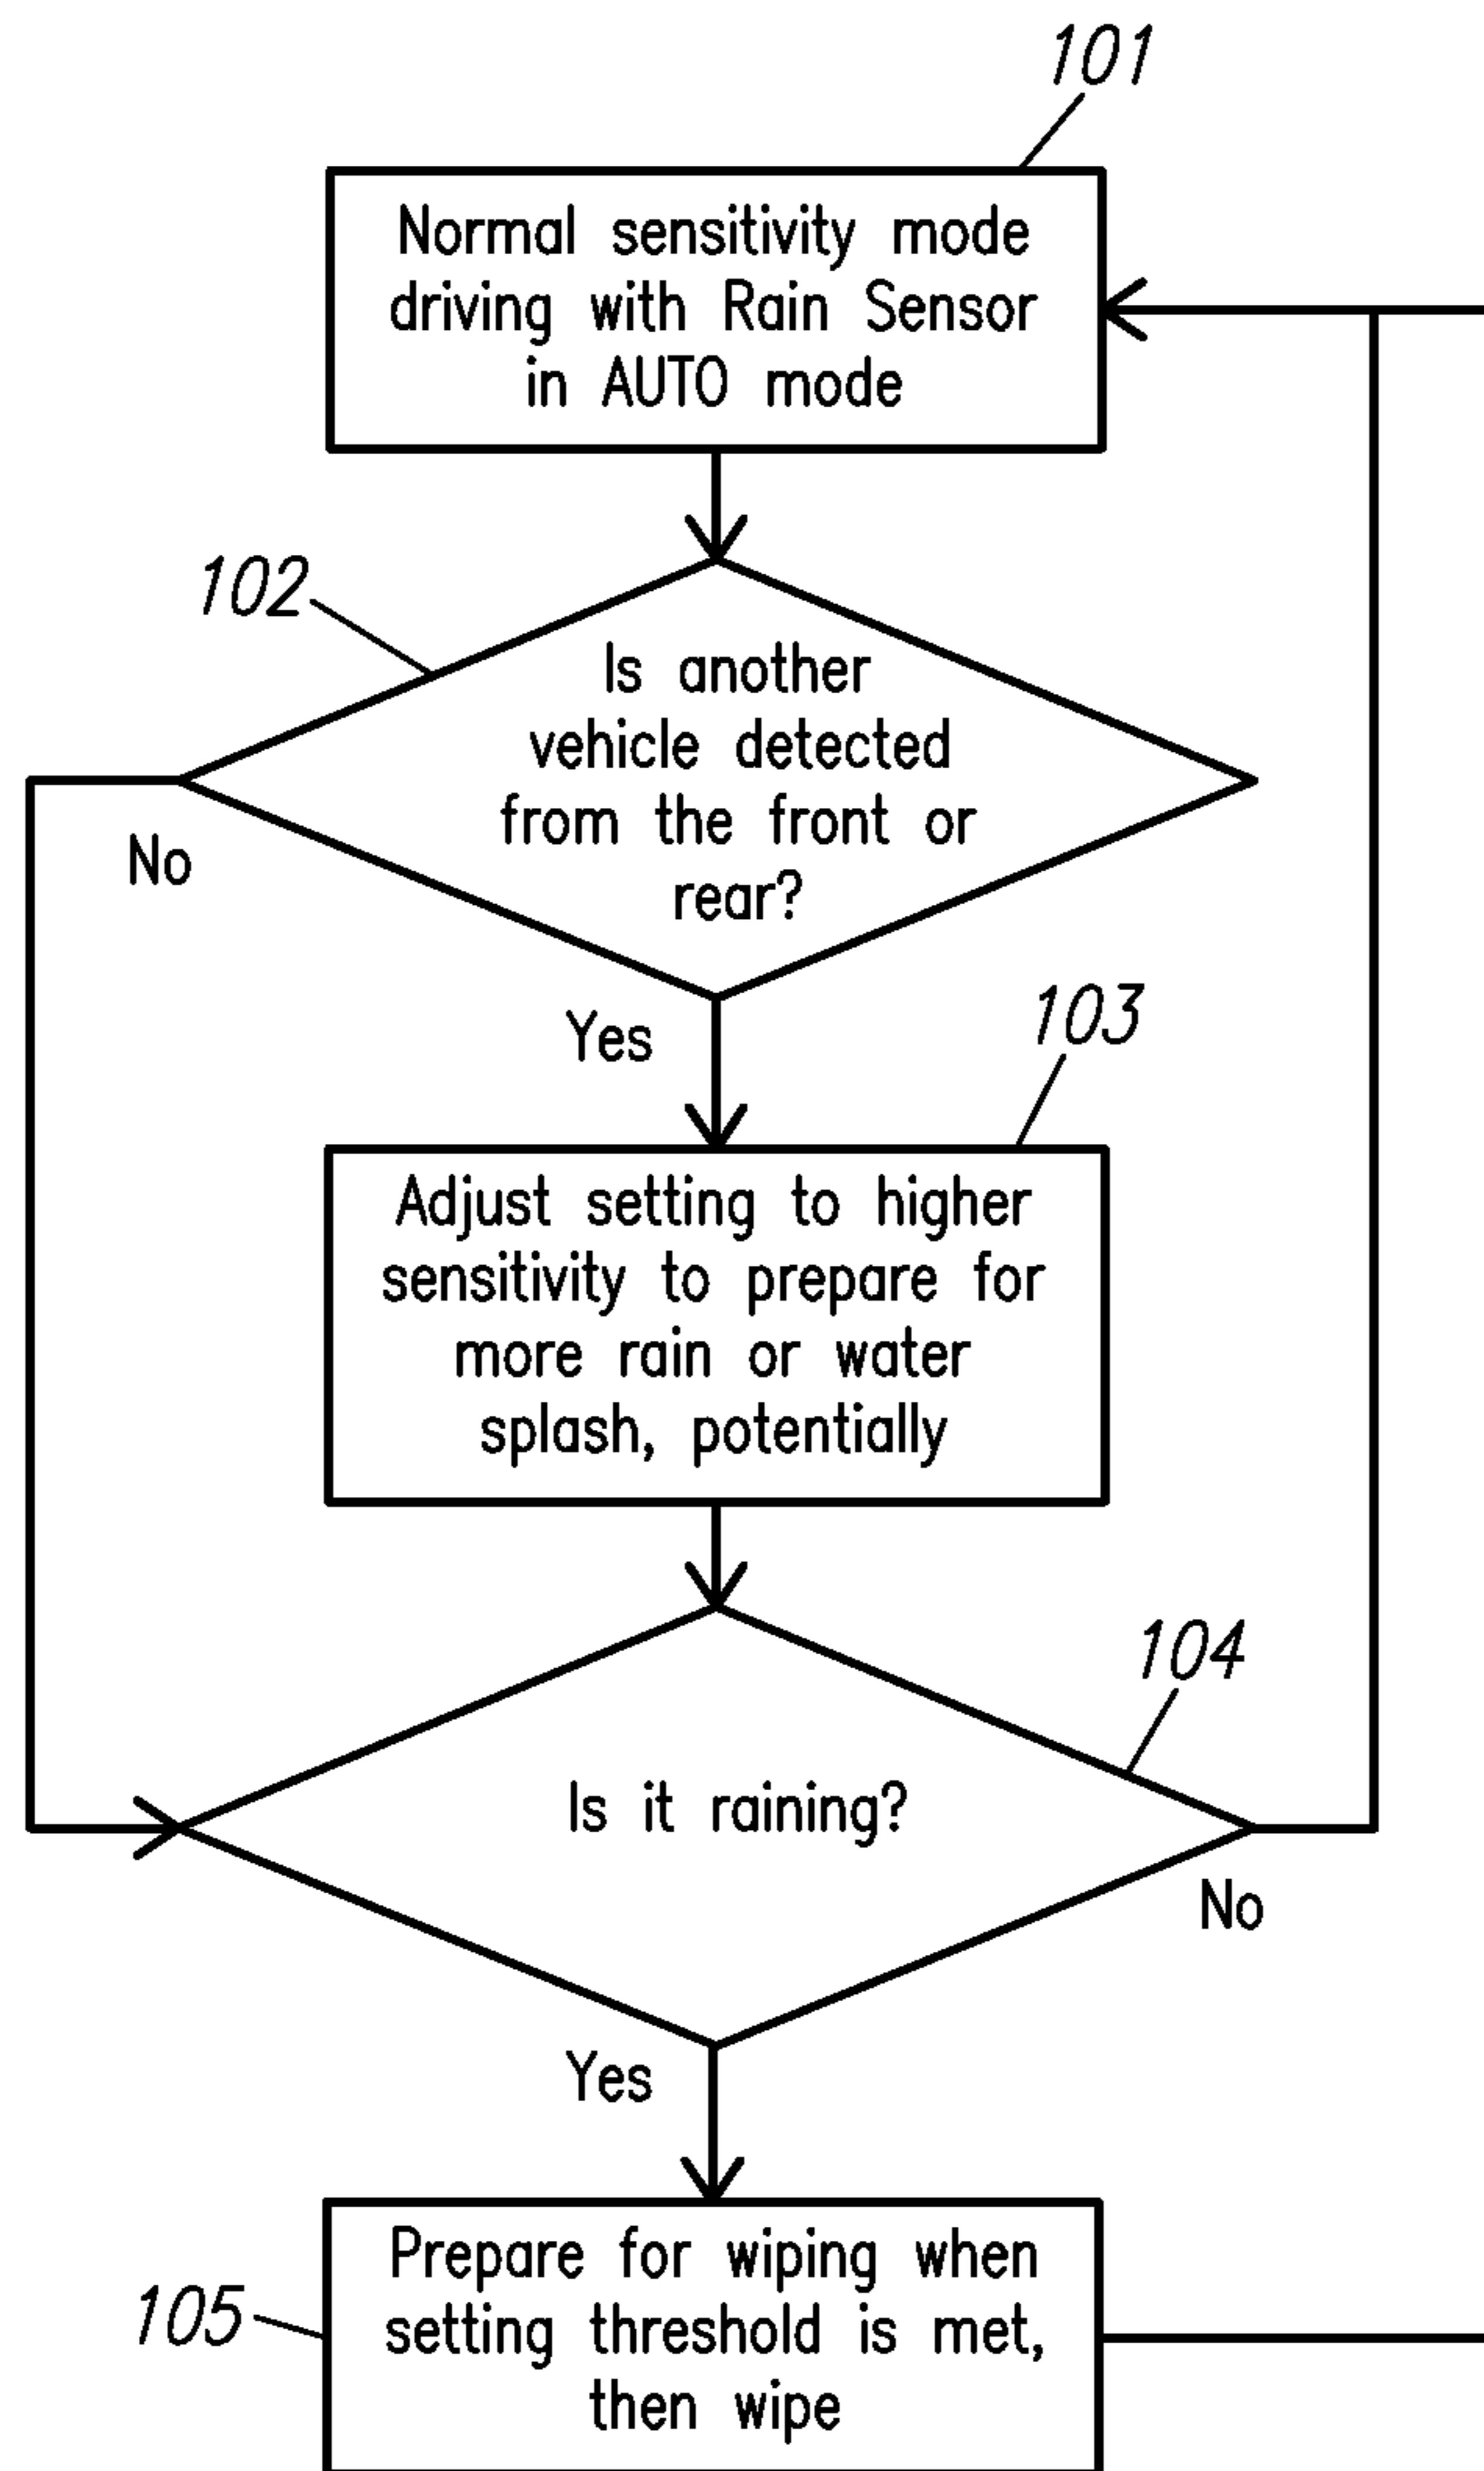 101
Normal sensitivity mode
driving with Rain Sensor
in AUTO mode
102
Is another
vehicle detected
from the front or
rear?
No
Yes
103
Adjust setting to higher
sensitivity to prepare for
more rain or water
splash, potentially
104
Is it raining?
No
Yes
105
Prepare for wiping when
setting threshold is met,
then wipe